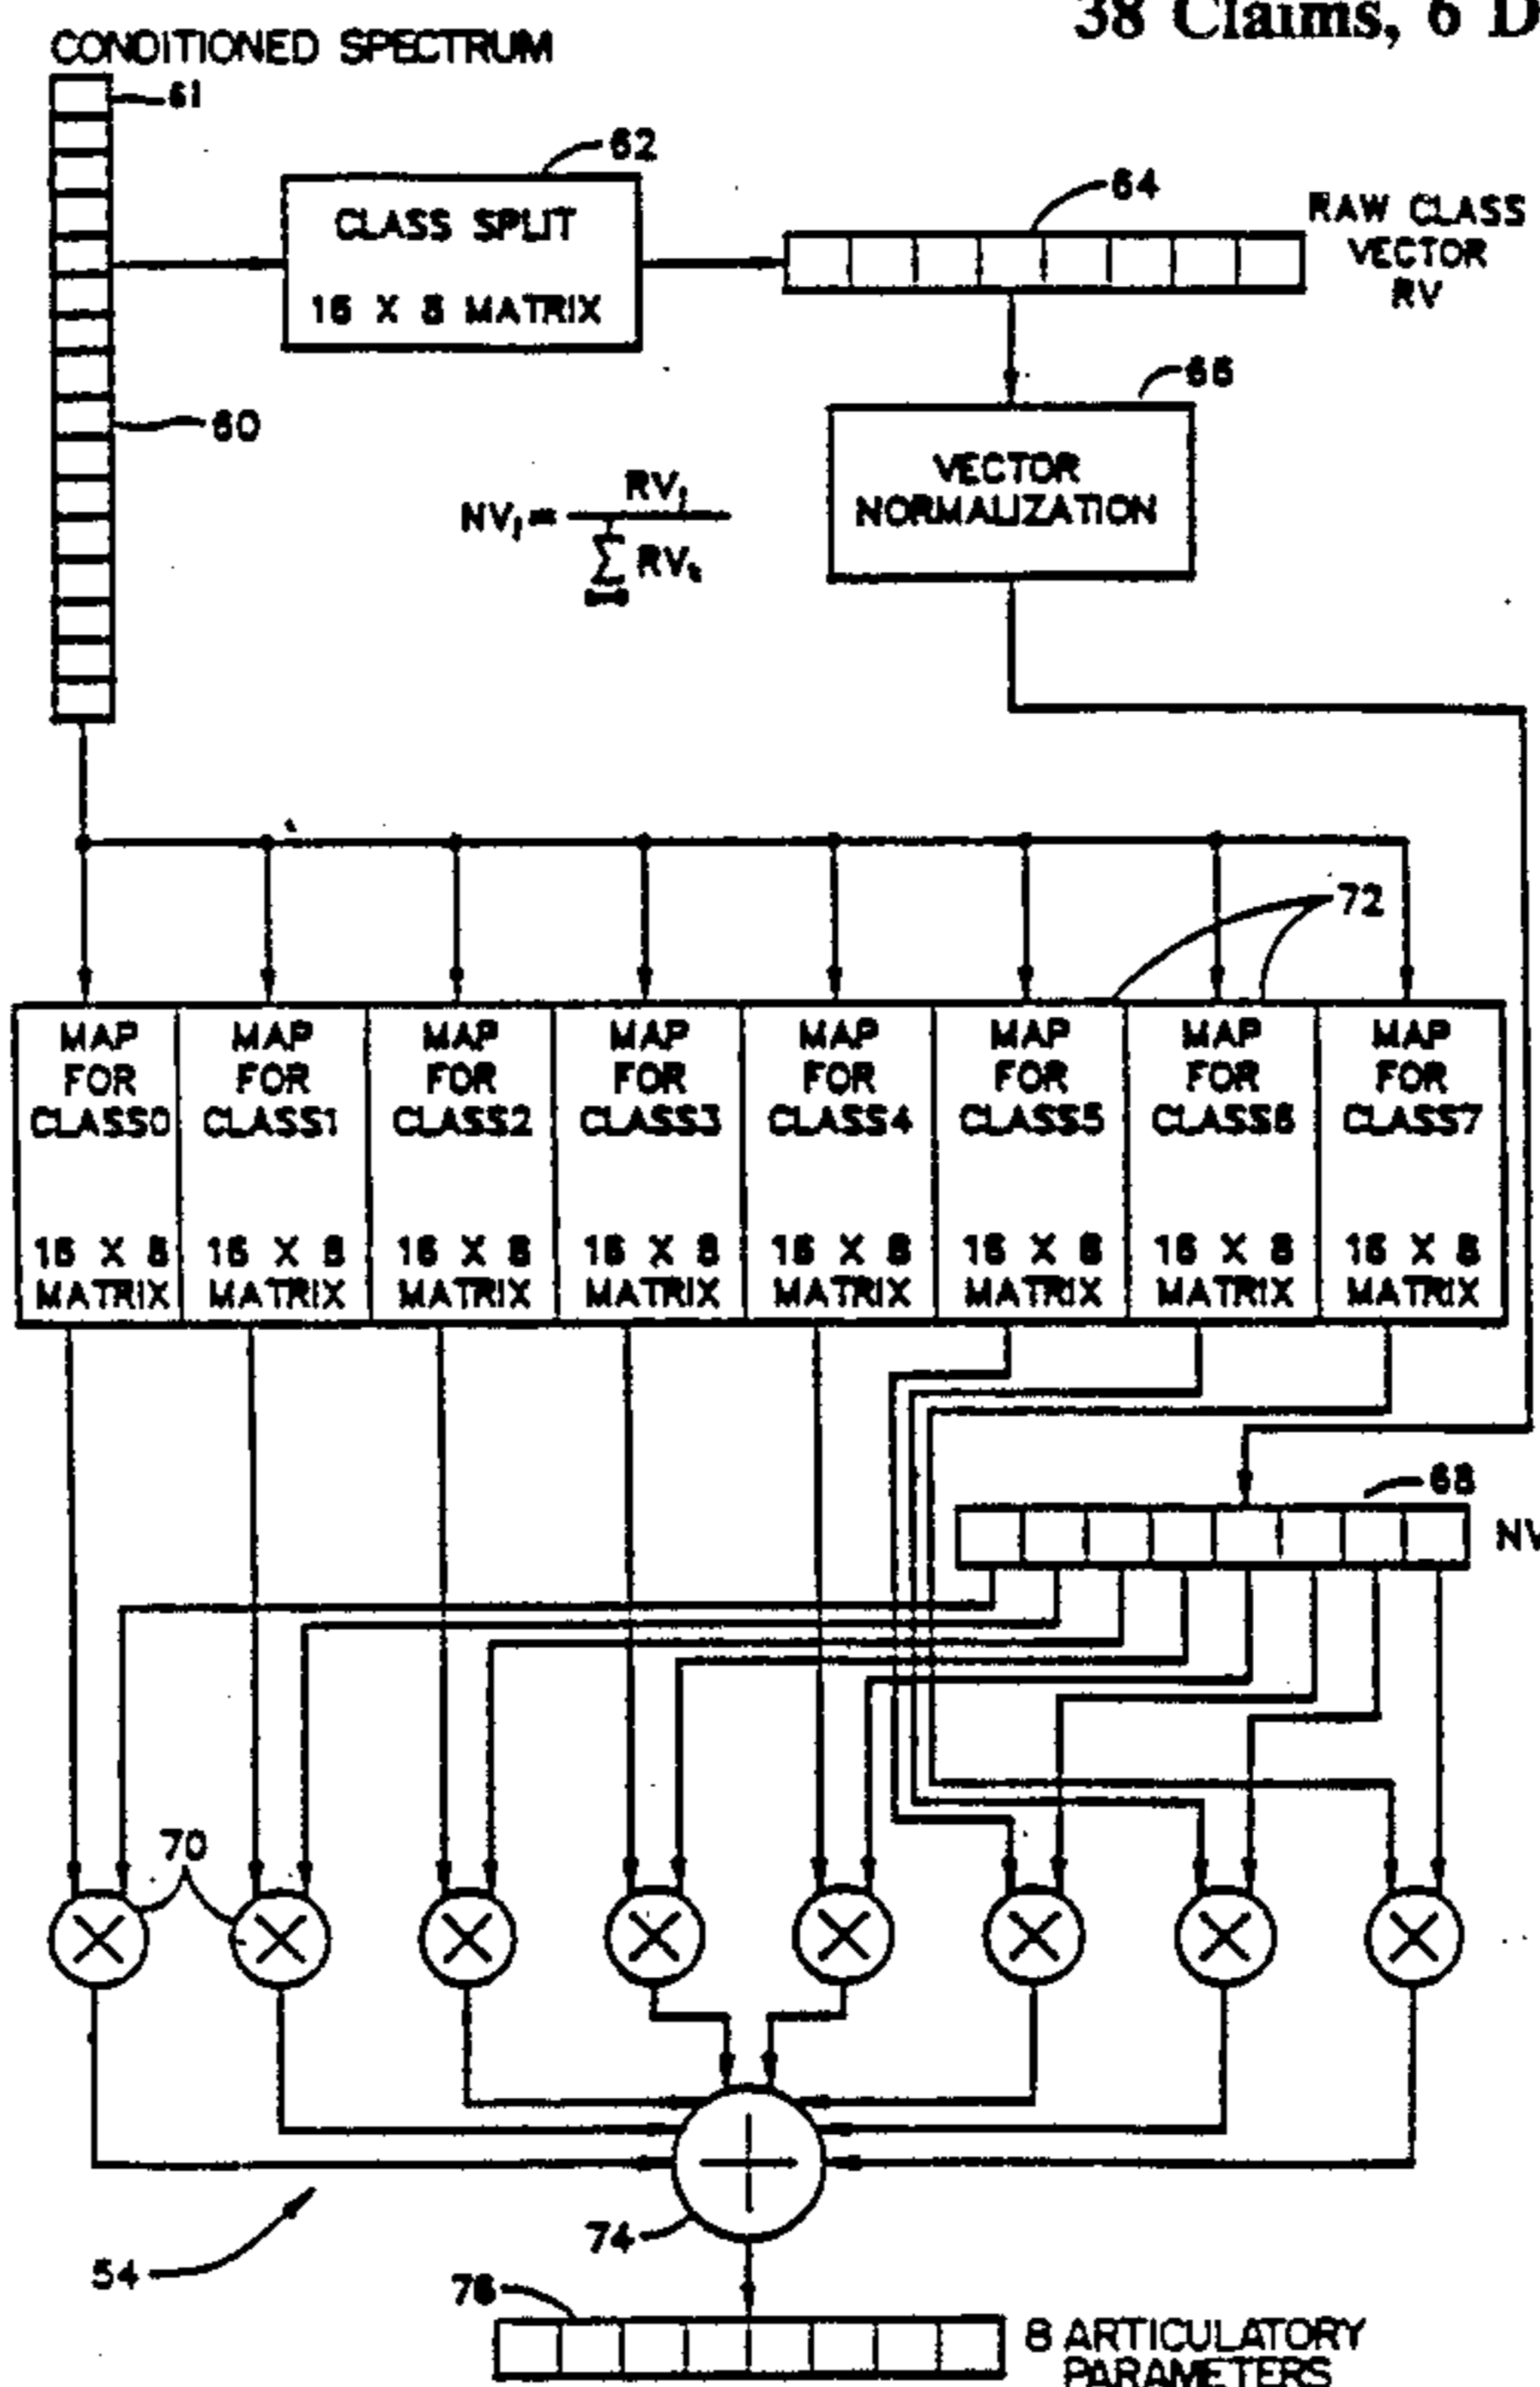 38 Claims, 6 D
CONDITIONED SPECTRUM
61
62
CLASS SPLIT
16 X 8 MATRIX
64
RAW CLASS
VECTOR
RV
66
60
VECTOR
NORMALIZATION
NVj = RVj
∑ RVk
72
MAP FOR CLASS0
16 X 8 MATRIX
MAP FOR CLASS1
16 X 8 MATRIX
MAP FOR CLASS2
16 X 8 MATRIX
MAP FOR CLASS3
16 X 8 MATRIX
MAP FOR CLASS4
16 X 8 MATRIX
MAP FOR CLASS5
16 X 8 MATRIX
MAP FOR CLASS6
16 X 8 MATRIX
MAP FOR CLASS7
16 X 8 MATRIX
68
NV
70
74
54
76
8 ARTICULATORY
PARAMETERS